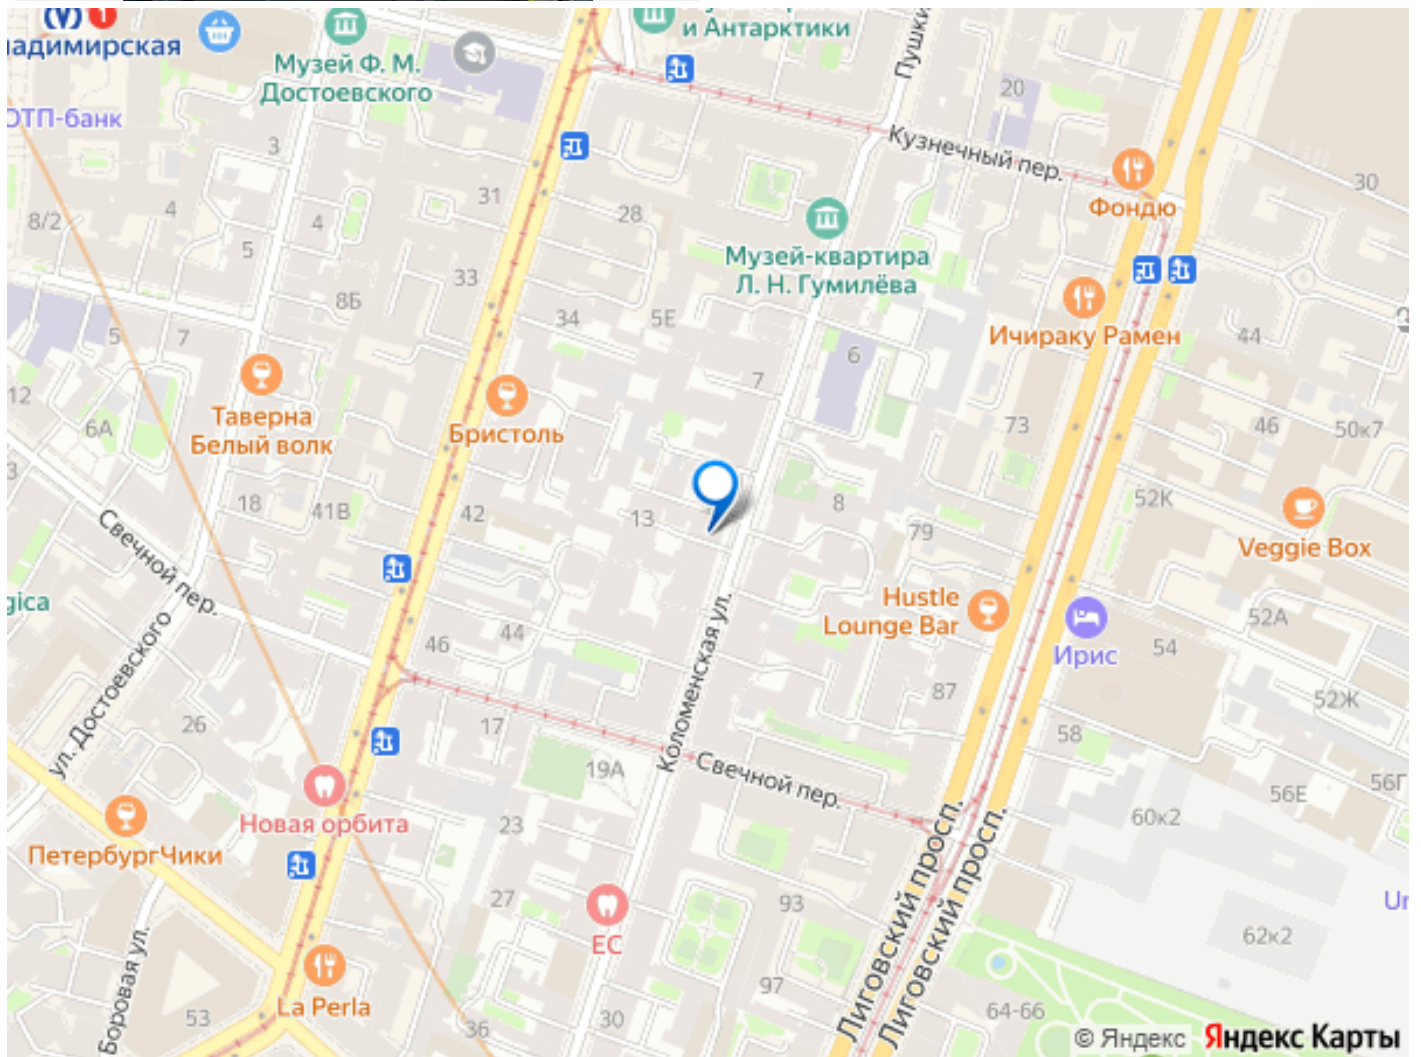 и Антарктики
Пушки
адимирская
Музей Ф. М.
Достоевского
20
ОТП-банк
3
Кузнечный пер.
30
31
4
4
28
Фондю
8/2
5
Музей-квартира
Л. Н. Гумилёва
33
8Б
34
5Е
5
7
Ичираку Рамен
44
6
7
12
Таверна
Белый волк
6А
Бристоль
73
46
50к7
3
18
41В
42
13
8
52К
79
Veggie Box
Свечной пер.
gica
Hustle
Lounge Bar
52А
46
44
Ирис
54
Коломенская ул.
ул. Достоевского
87
52Ж
26
17
58
19А
Свечной пер.
56Г
56Е
Новая орбита
23
60к2
ПетербургЧики
27
93
Ur
ЕС
62к2
Лиговский просп.
Лиговский просп.
Боровая ул.
La Perla
97
53
36
30
64-66
© Яндекс Яндекс Карты